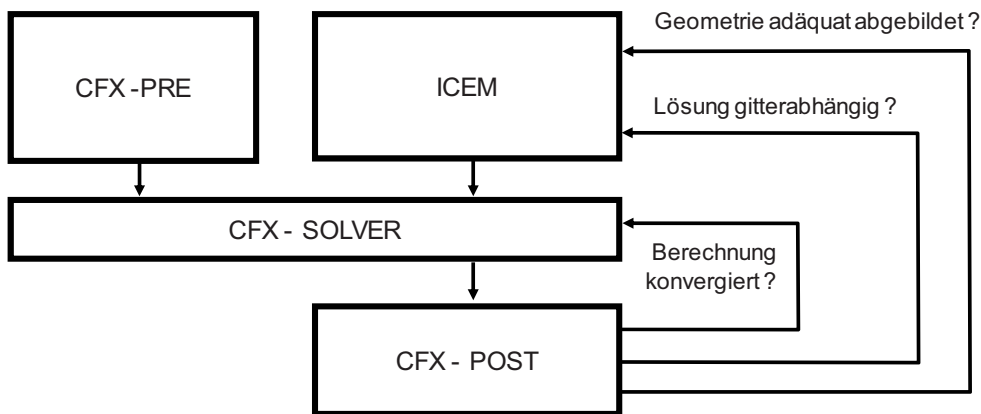 Geometrie adäquat abgebildet ?
CFX -PRE
ICEM
Lösung gitterabhängig ?
CFX - SOLVER
Berechnung
konvergiert ?
CFX - POST